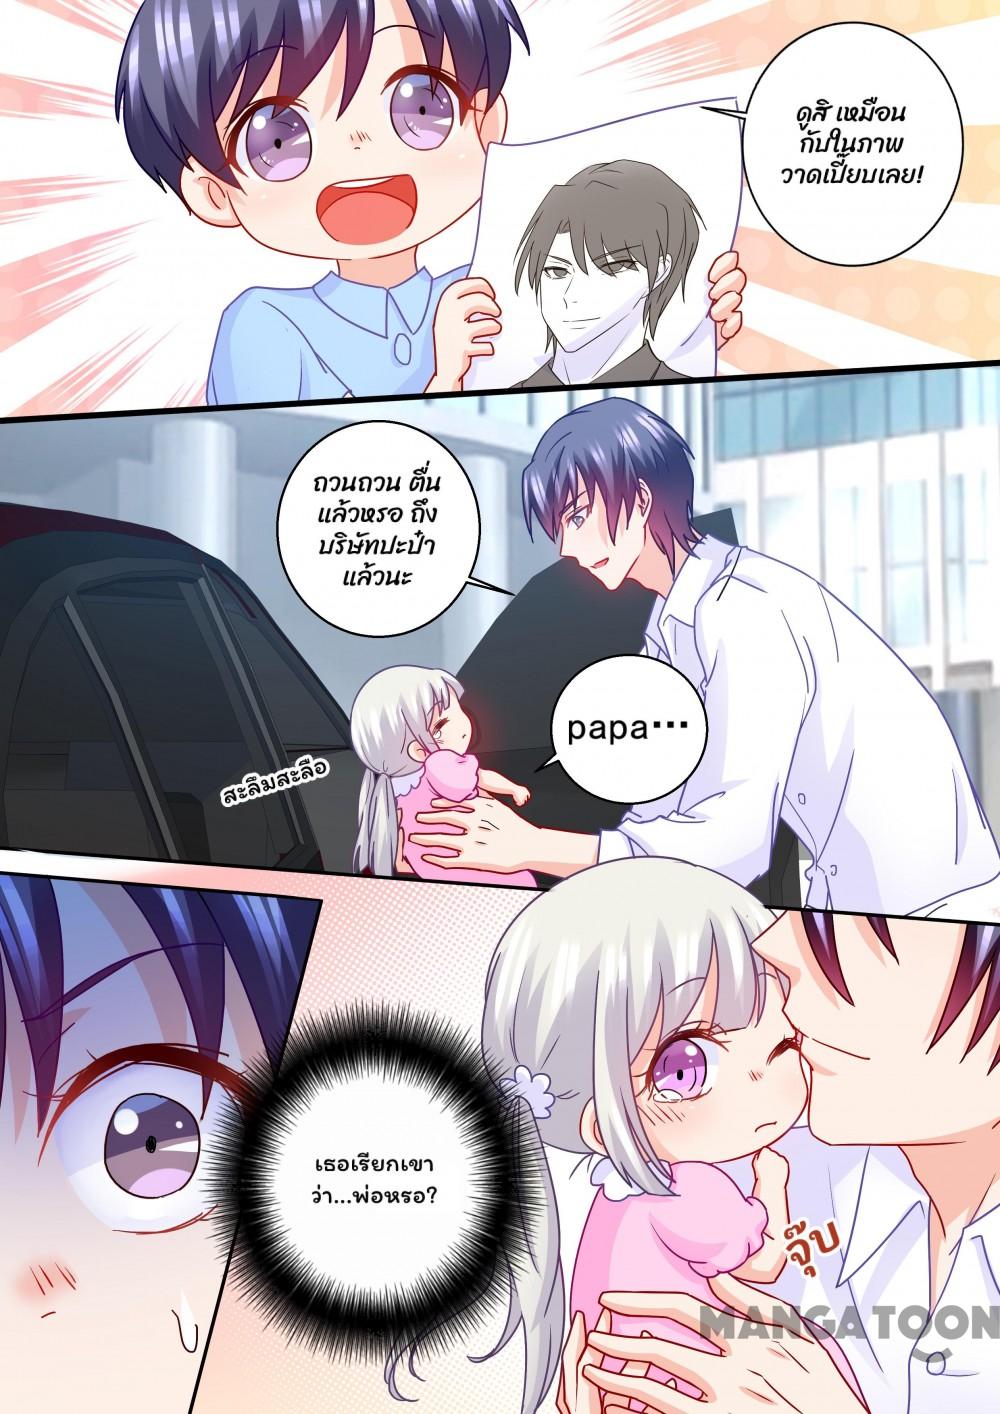 ดูสิ เหมือน
กับในภาพ
วาดเปี๊ยบเลย!
ถวนถวน ตื่น
แล้วหรอ ถึง
บริษัทปะป๋า
แล้วนะ
papa…
สะลึมสะลือ
เธอเรียกเขา
ว่า...พ่อหรอ?
จุ๊บ
MANGATOON